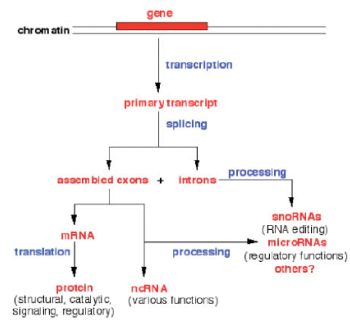 gene
chromatin
transcription
primary transcript
splicing
assembled exons + introns
processing
snoRNAs
(RNA editing)
mRNA
microRNAs
translation
processing
(regulatory functions)
others?
protein
ncRNA
(structural, catalytic,
(various functions)
signaling, regulatory)